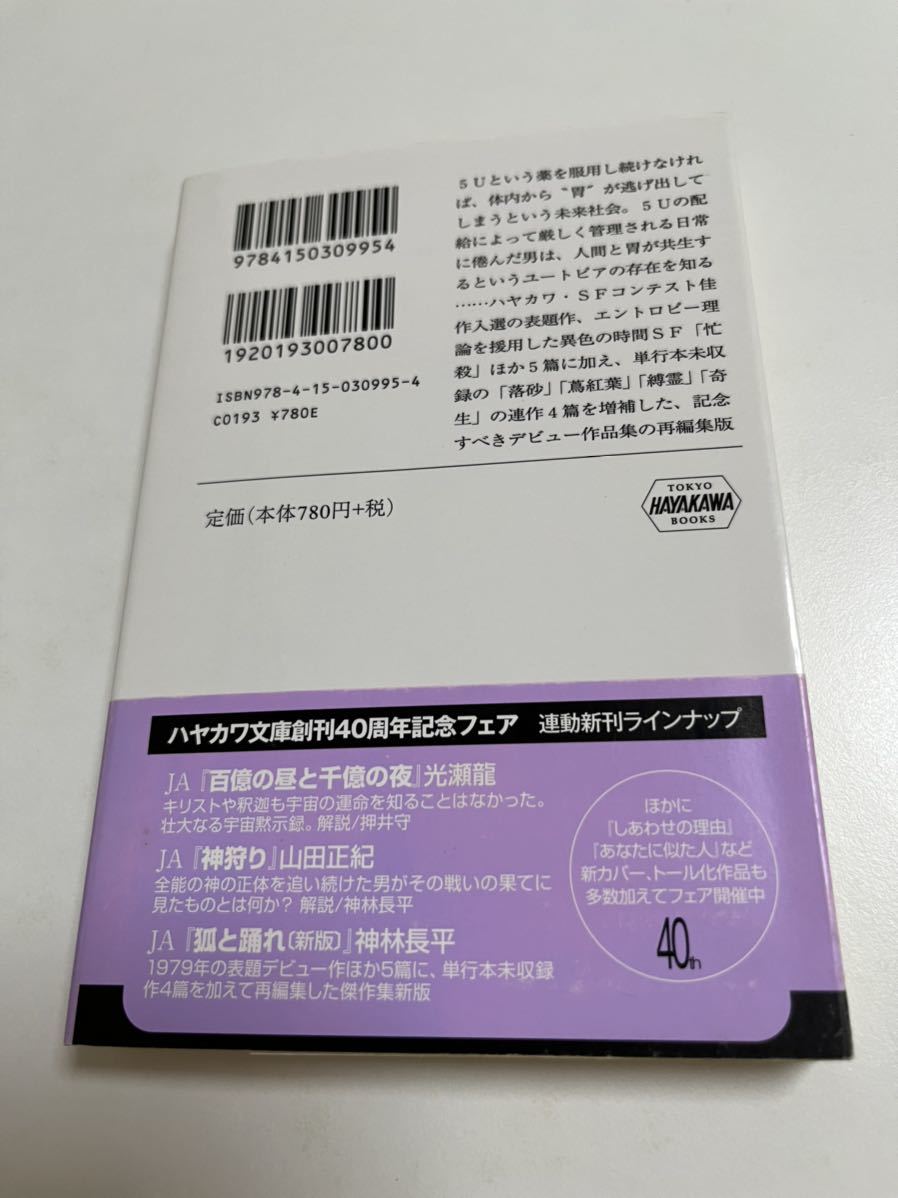 9784150309954
1920193007800
ISBN978-4-15-030995-4
C0193 ¥780E
5Uという薬を服用し続けなけれ
ば、体内から〝胃〟が逃げ出して
しまうという未来社会。5Uの配
給によって厳しく管理される日常
に倦んだ男は、人間と胃が共生す
るというユートピアの存在を知る
……ハヤカワ・SFコンテスト佳
作入選の表題作、エントロピー理
論を援用した異色の時間SF「忙
殺」ほか5篇に加え、単行本未収
録の「落砂」「蔦紅葉」「縛霊」「奇
生」の連作4篇を増補した、記念
すべきデビュー作品集の再編集版
定価(本体780円+税)
TOKYO
HAYAKAWA
BOOKS
ハヤカワ文庫創刊40周年記念フェア 連動新刊ラインナップ
JA『百億の昼と千億の夜』光瀬龍
キリストや釈迦も宇宙の運命を知ることはなかった。
壮大なる宇宙黙示録。解説/押井守
JA『神狩り』山田正紀
全能の神の正体を追い続けた男がその戦いの果てに
見たものとは何か? 解説/神林長平
JA『狐と踊れ〔新版〕』神林長平
1979年の表題デビュー作ほか5篇に、単行本未収録
作4篇を加えて再編集した傑作集新版
ほかに
『しあわせの理由』
『あなたに似た人』など
新カバー、トール化作品も
多数加えてフェア開催中
40th